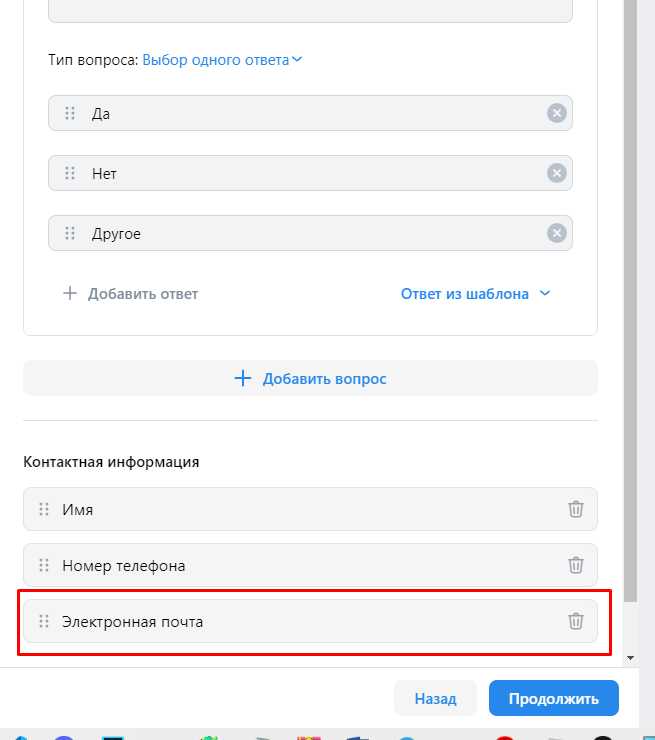 Тип вопроса: Выбор одного ответа
Да
Нет
Другое
Добавить ответ
Ответ из шаблона
Добавить вопрос
Контактная информация
Имя
Номер телефона
Электронная почта
Назад
Продолжить